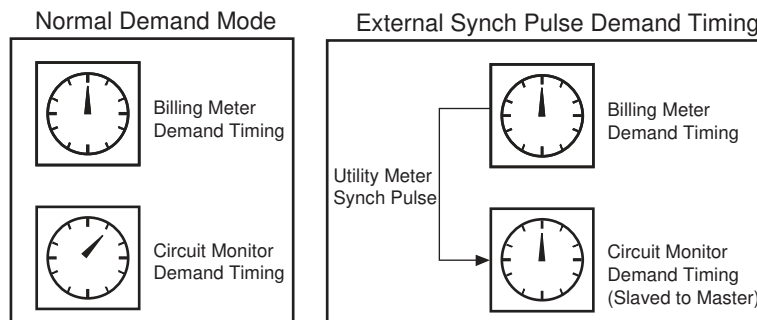 Normal Demand Mode
Billing Meter
Demand Timing
Circuit Monitor
Demand Timing
External Synch Pulse Demand Timing
Billing Meter
Demand Timing
Utility Meter
Synch Pulse
Circuit Monitor
Demand Timing
(Slaved to Master)